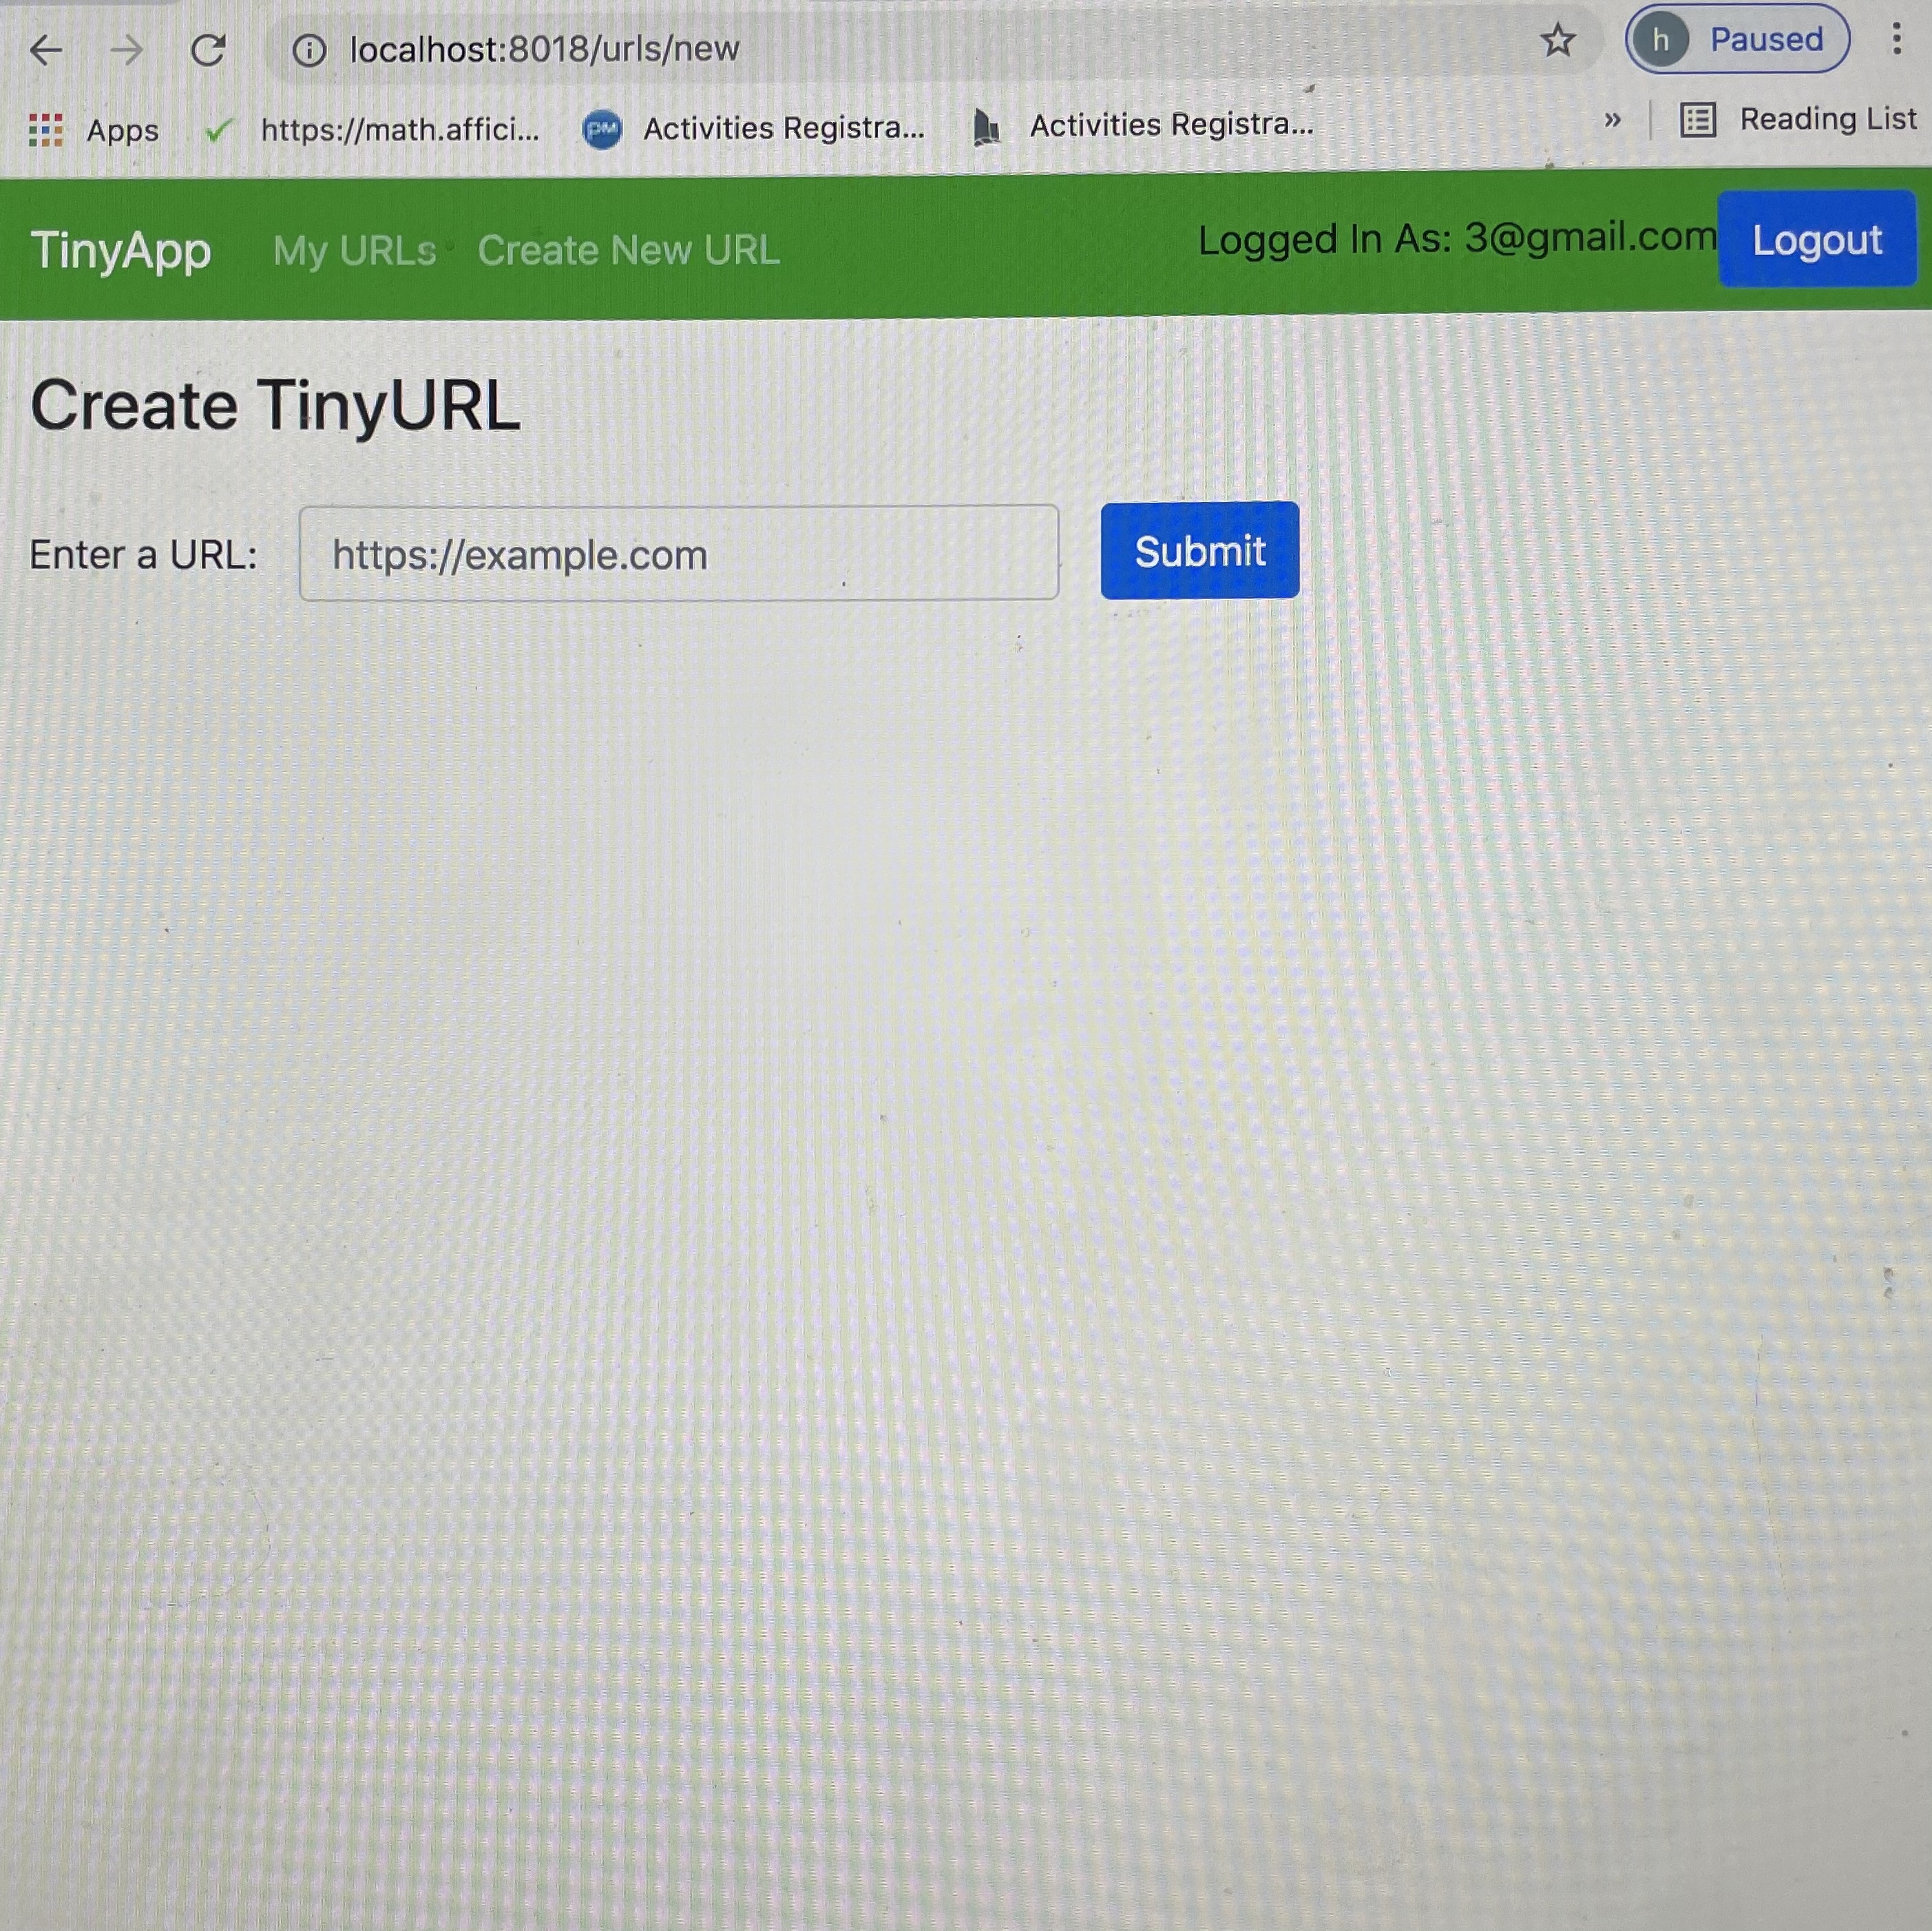 localhost:8018/urls/new
h Paused
Apps https://math.affici... PM Activities Registra... Activities Registra... » Reading List
TinyApp My URLs Create New URL Logged In As: 3@gmail.com Logout
Create TinyURL
Enter a URL: https://example.com Submit